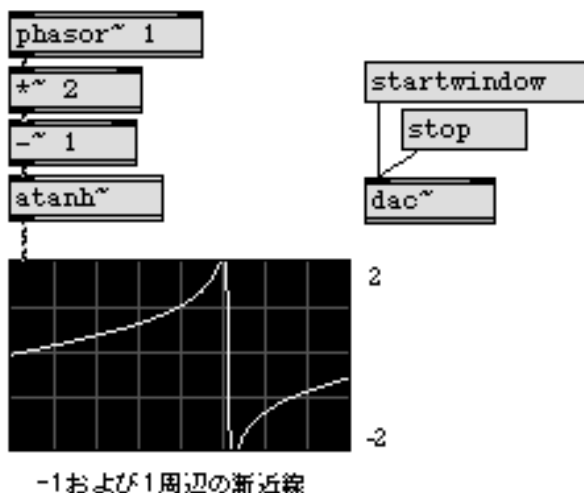 phasor~ 1
*~ 2
-~ 1
atanh~
startwindow
stop
dac~
2
-2
-1および1周辺の漸近線